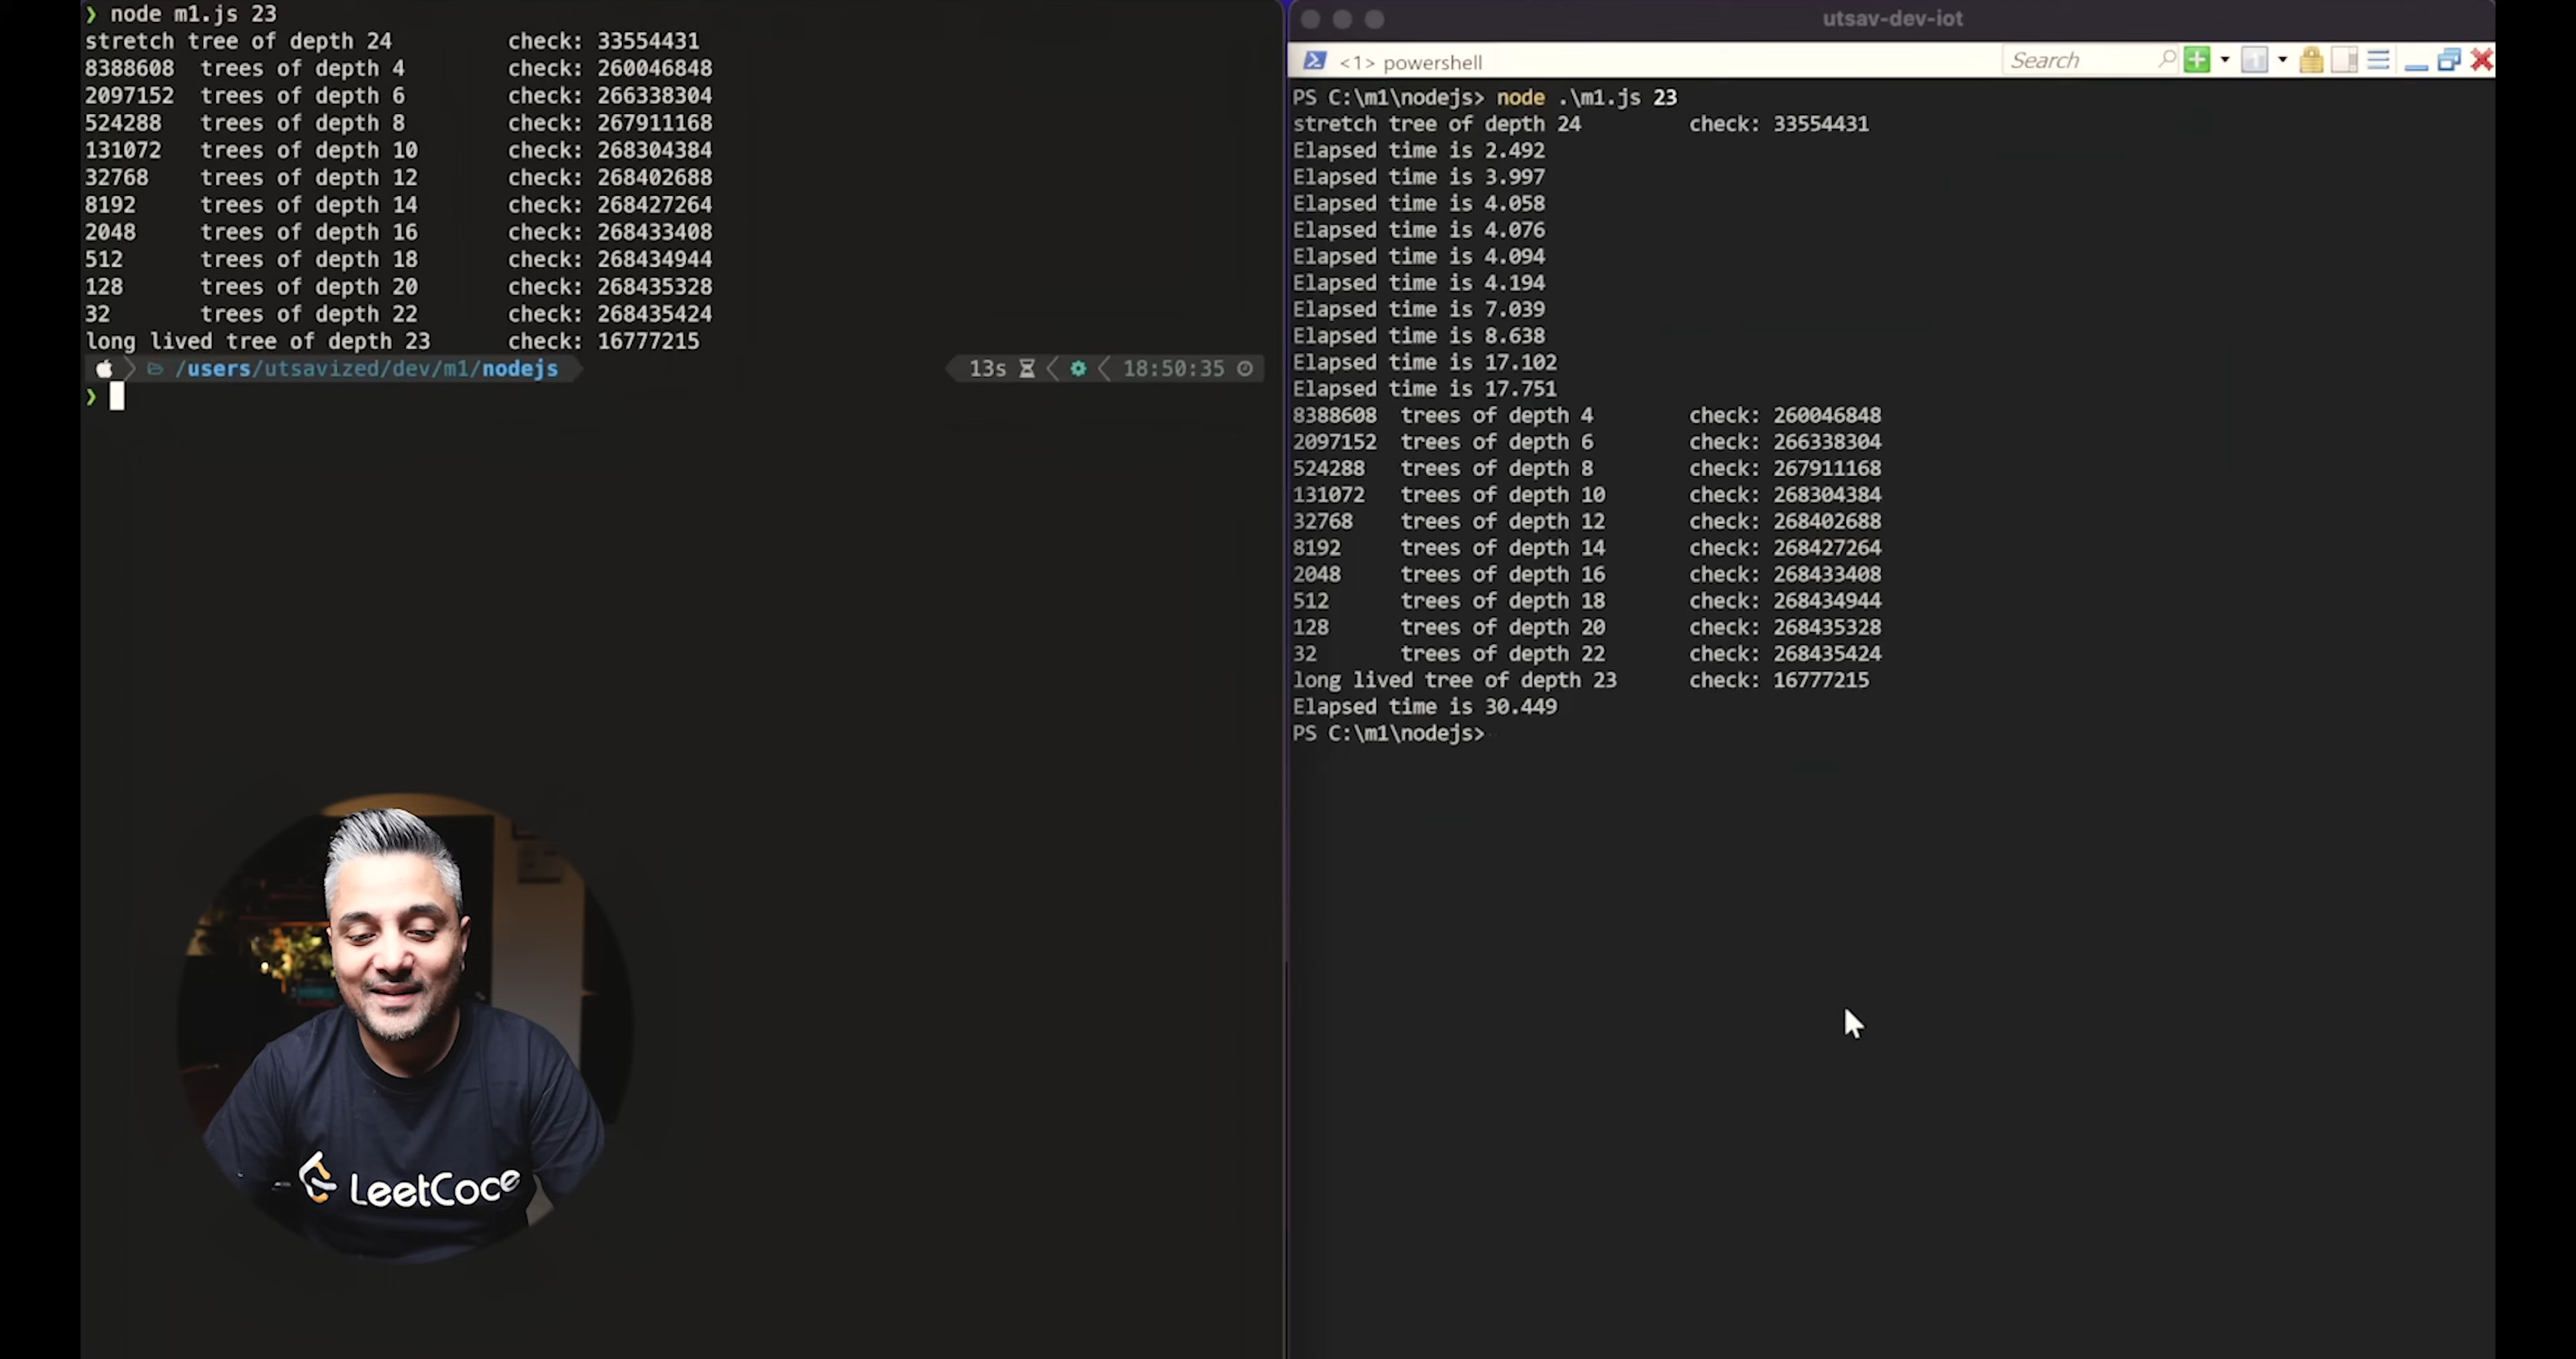 ❯ node m1.js 23
stretch tree of depth 24 check: 33554431
8388608 trees of depth 4 check: 260046848
2097152 trees of depth 6 check: 266338304
524288 trees of depth 8 check: 267911168
131072 trees of depth 10 check: 268304384
32768 trees of depth 12 check: 268402688
8192 trees of depth 14 check: 268427264
2048 trees of depth 16 check: 268433408
512 trees of depth 18 check: 268434944
128 trees of depth 20 check: 268435328
32 trees of depth 22 check: 268435424
long lived tree of depth 23 check: 16777215
/users/utsavized/dev/m1/nodejs 13s 18:50:35
❯
utsav-dev-iot
<1> powershell Search
PS C:\m1\nodejs> node .\m1.js 23
stretch tree of depth 24 check: 33554431
Elapsed time is 2.492
Elapsed time is 3.997
Elapsed time is 4.058
Elapsed time is 4.076
Elapsed time is 4.094
Elapsed time is 4.194
Elapsed time is 7.039
Elapsed time is 8.638
Elapsed time is 17.102
Elapsed time is 17.751
8388608 trees of depth 4 check: 260046848
2097152 trees of depth 6 check: 266338304
524288 trees of depth 8 check: 267911168
131072 trees of depth 10 check: 268304384
32768 trees of depth 12 check: 268402688
8192 trees of depth 14 check: 268427264
2048 trees of depth 16 check: 268433408
512 trees of depth 18 check: 268434944
128 trees of depth 20 check: 268435328
32 trees of depth 22 check: 268435424
long lived tree of depth 23 check: 16777215
Elapsed time is 30.449
PS C:\m1\nodejs>
LeetCode